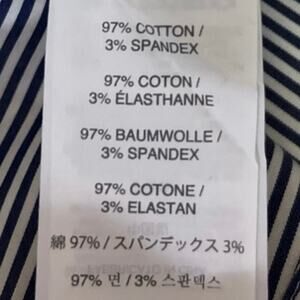 97% COTTON /
3% SPANDEX
97% COTON /
3% ÉLASTHANNE
97% BAUMWOLLE /
3% SPANDEX
97% COTONE /
3% ELASTAN
綿 97% / スパンデックス 3%
97% 면 / 3% 스판덱스